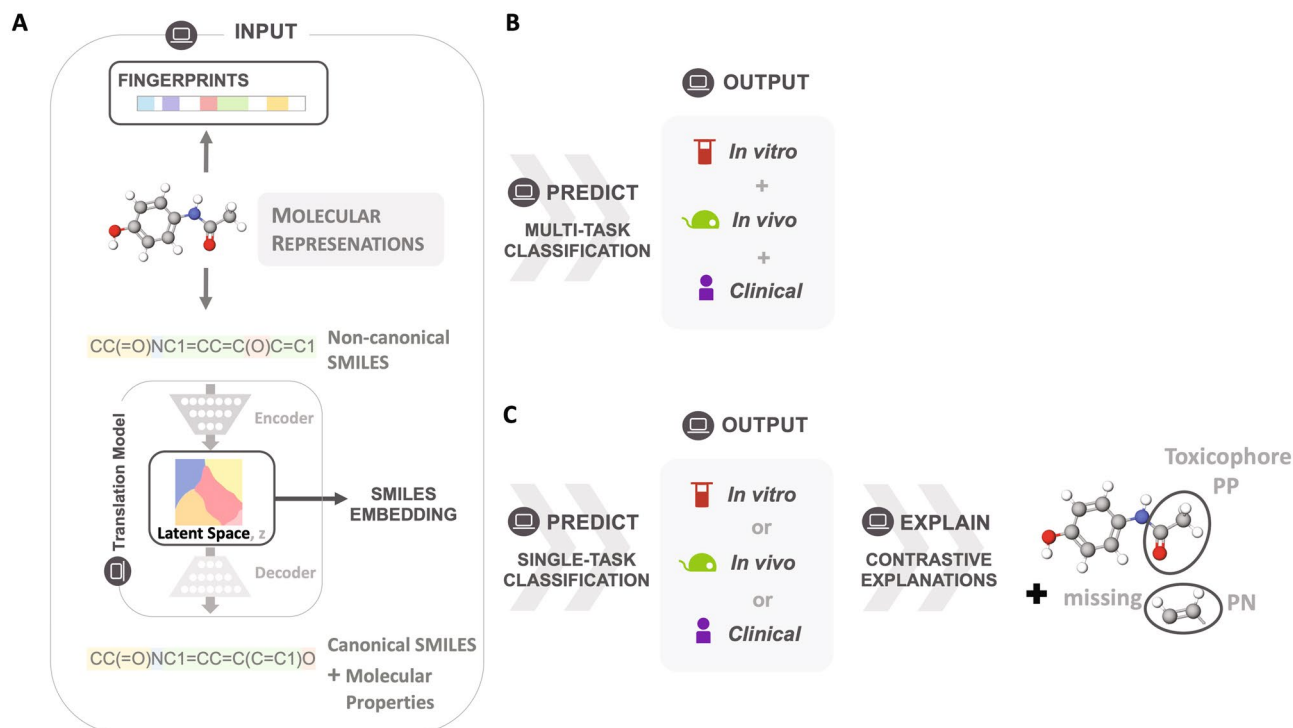 A
INPUT
FINGERPRINTS
MOLECULAR
REPRESENATIONS
CC(=O)NC1=CC=C(O)C=C1
Non-canonical
SMILES
Translation Model
Encoder
Latent Space, z
SMILES
EMBEDDING
Decoder
CC(=O)NC1=CC=C(C=C1)O
Canonical SMILES
+ Molecular
Properties
B
OUTPUT
PREDICT
MULTI-TASK
CLASSIFICATION
In vitro
+
In vivo
+
Clinical
C
OUTPUT
PREDICT
SINGLE-TASK
CLASSIFICATION
In vitro
or
In vivo
or
Clinical
EXPLAIN
CONTRASTIVE
EXPLANATIONS
Toxicophore
PP
+ missing
PN